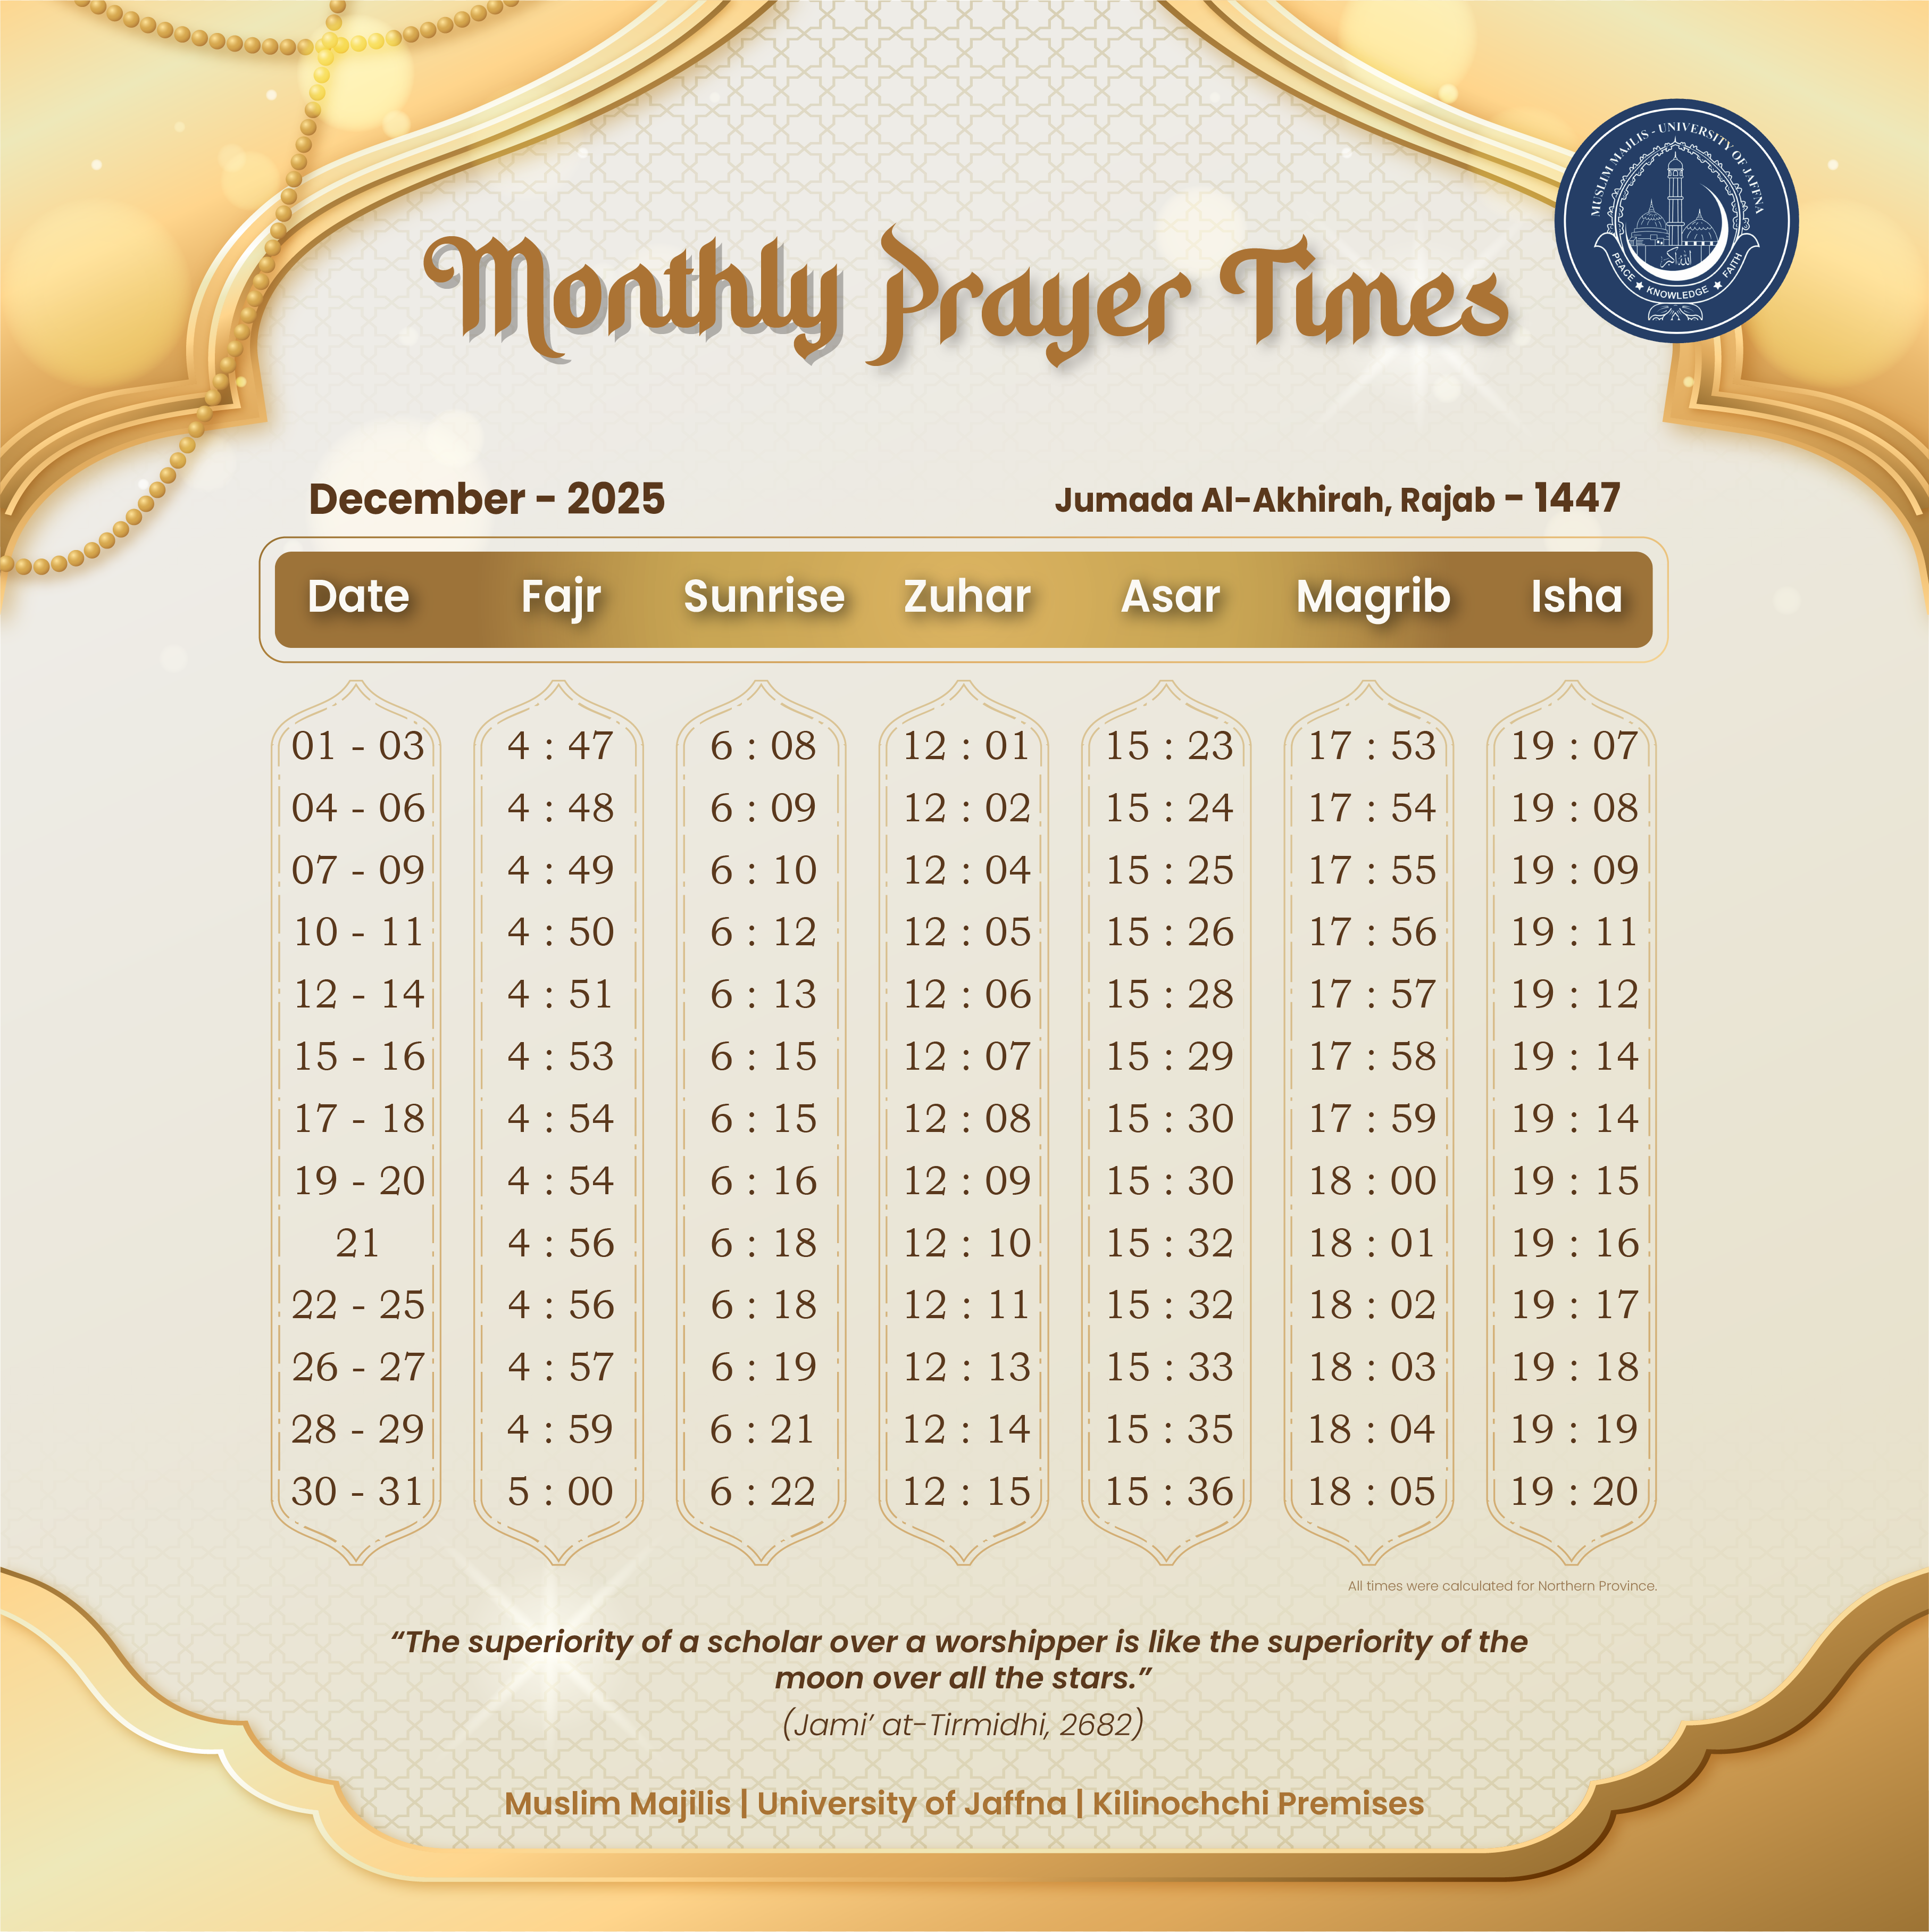 MUSLIM MAJLIS - UNIVERSITY OF JAFFNA
الله اكبر
PEACE ★ KNOWLEDGE ★ FAITH
Monthly Prayer Times
December - 2025 Jumada Al-Akhirah, Rajab - 1447
Date Fajr Sunrise Zuhar Asar Magrib Isha
01 - 03 4 : 47 6 : 08 12 : 01 15 : 23 17 : 53 19 : 07
04 - 06 4 : 48 6 : 09 12 : 02 15 : 24 17 : 54 19 : 08
07 - 09 4 : 49 6 : 10 12 : 04 15 : 25 17 : 55 19 : 09
10 - 11 4 : 50 6 : 12 12 : 05 15 : 26 17 : 56 19 : 11
12 - 14 4 : 51 6 : 13 12 : 06 15 : 28 17 : 57 19 : 12
15 - 16 4 : 53 6 : 15 12 : 07 15 : 29 17 : 58 19 : 14
17 - 18 4 : 54 6 : 15 12 : 08 15 : 30 17 : 59 19 : 14
19 - 20 4 : 54 6 : 16 12 : 09 15 : 30 18 : 00 19 : 15
21 4 : 56 6 : 18 12 : 10 15 : 32 18 : 01 19 : 16
22 - 25 4 : 56 6 : 18 12 : 11 15 : 32 18 : 02 19 : 17
26 - 27 4 : 57 6 : 19 12 : 13 15 : 33 18 : 03 19 : 18
28 - 29 4 : 59 6 : 21 12 : 14 15 : 35 18 : 04 19 : 19
30 - 31 5 : 00 6 : 22 12 : 15 15 : 36 18 : 05 19 : 20
All times were calculated for Northern Province.
“The superiority of a scholar over a worshipper is like the superiority of the
moon over all the stars.”
(Jami’ at-Tirmidhi, 2682)
Muslim Majilis | University of Jaffna | Kilinochchi Premises